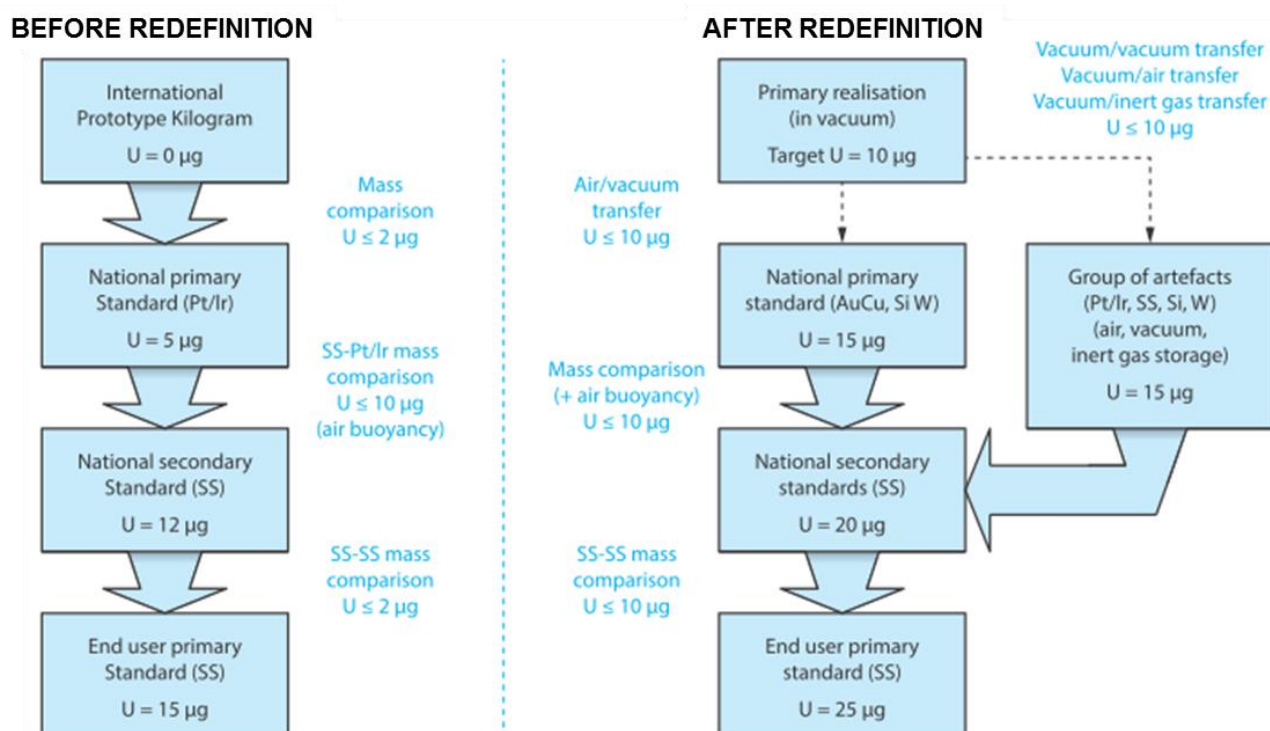 BEFORE REDEFINITION
International
Prototype Kilogram
U = 0 µg
Mass
comparison
U ≤ 2 µg
National primary
Standard (Pt/Ir)
U = 5 µg
SS-Pt/Ir mass
comparison
U ≤ 10 µg
(air buoyancy)
National secondary
Standard (SS)
U = 12 µg
SS-SS mass
comparison
U ≤ 2 µg
End user primary
Standard (SS)
U = 15 µg
AFTER REDEFINITION
Primary realisation
(in vacuum)
Target U = 10 µg
Vacuum/vacuum transfer
Vacuum/air transfer
Vacuum/inert gas transfer
U ≤ 10 µg
Air/vacuum
transfer
U ≤ 10 µg
National primary
standard (AuCu, Si W)
U = 15 µg
Group of artefacts
(Pt/Ir, SS, Si, W)
(air, vacuum,
inert gas storage)
U = 15 µg
Mass comparison
(+ air buoyancy)
U ≤ 10 µg
National secondary
standards (SS)
U = 20 µg
SS-SS mass
comparison
U ≤ 10 µg
End user primary
standard (SS)
U = 25 µg